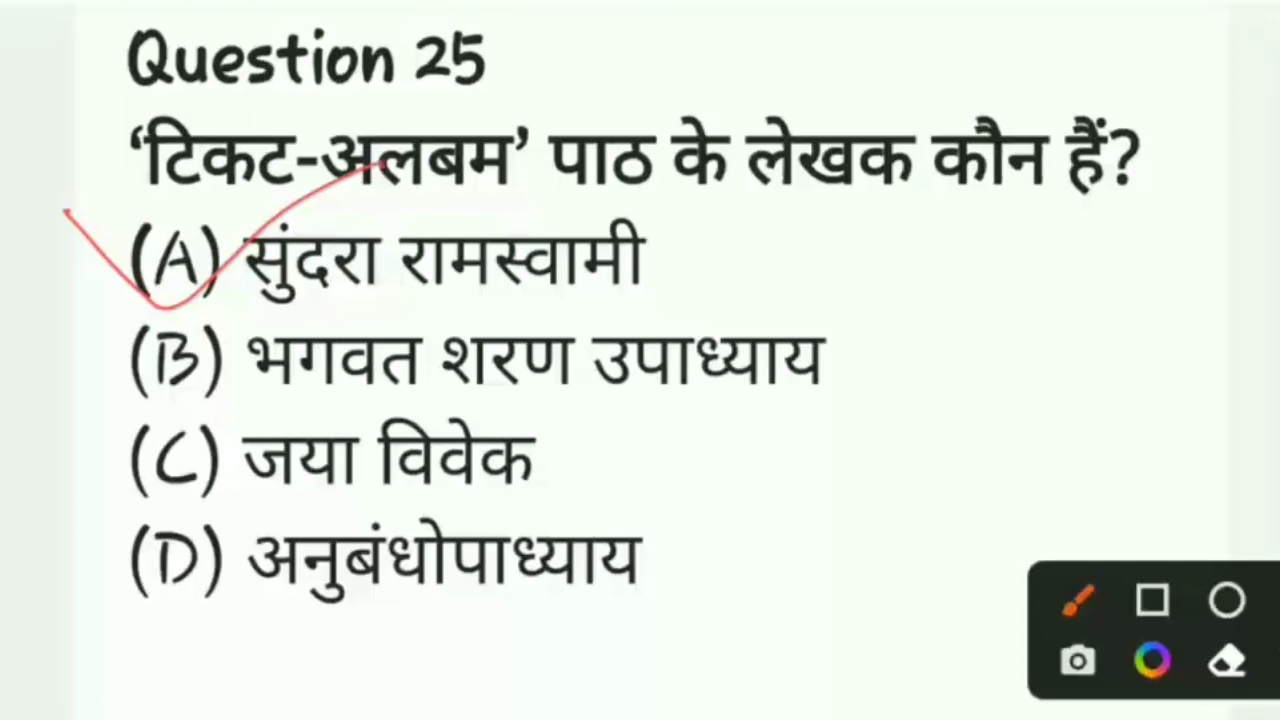 Question 25
‘टिकट-अलबम’ पाठ के लेखक कौन हैं?
(A) सुंदरा रामस्वामी
(B) भगवत शरण उपाध्याय
(C) जया विवेक
(D) अनुबंधोपाध्याय